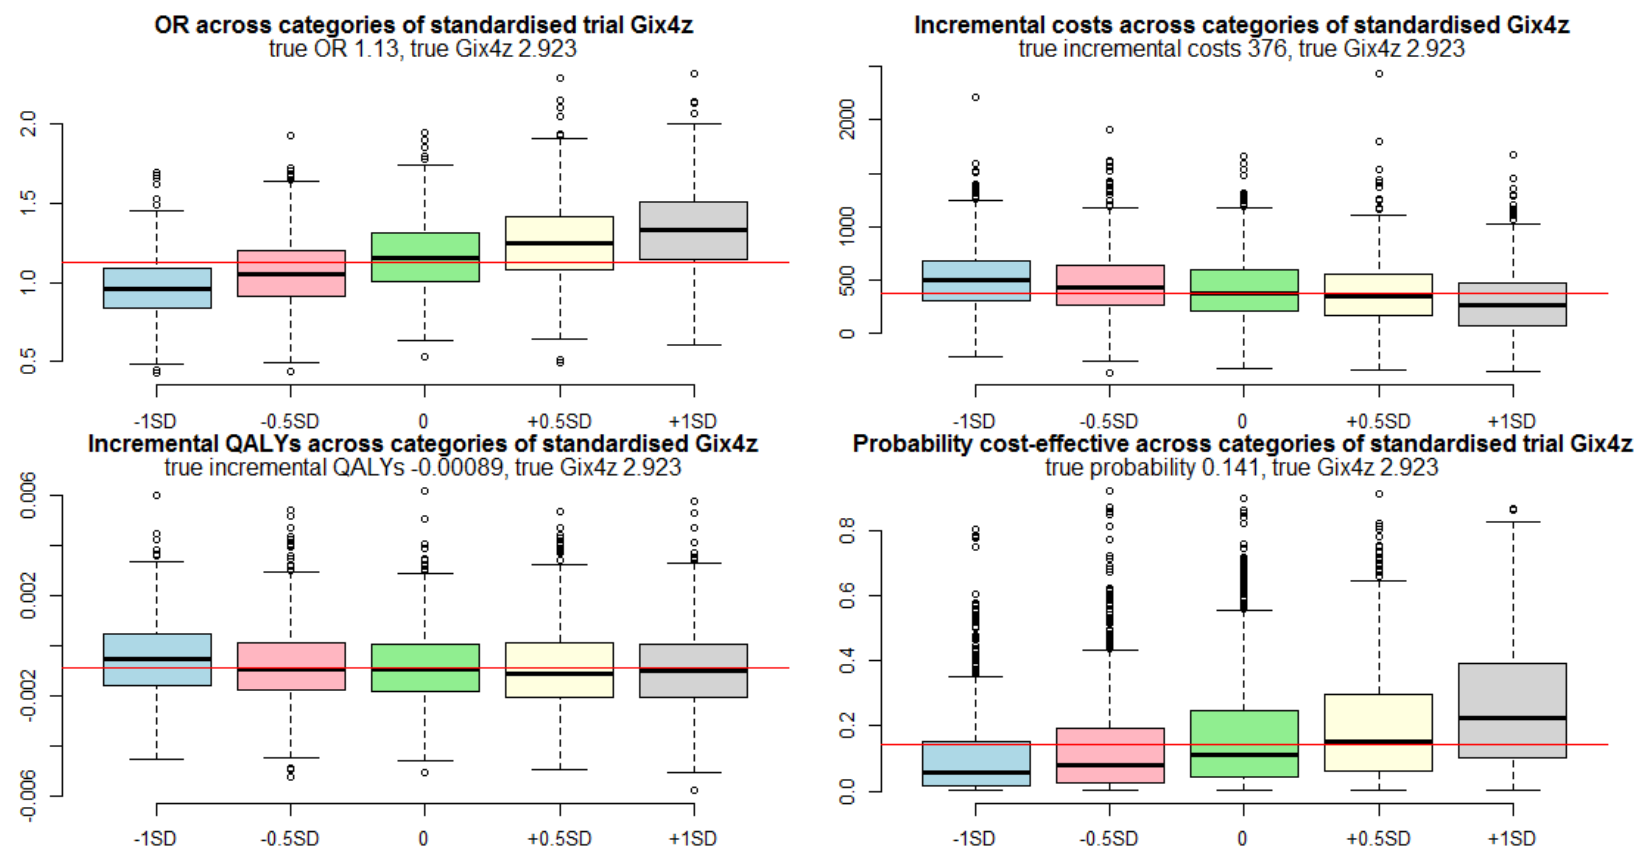 OR across categories of standardised trial Gix4z
true OR 1.13, true Gix4z 2.923
2.0
1.5
1.0
0.5
-1SD -0.5SD 0 +0.5SD +1SD
Incremental costs across categories of standardised Gix4z
true incremental costs 376, true Gix4z 2.923
2000
1000
500
0
-1SD -0.5SD 0 +0.5SD +1SD
Incremental QALYs across categories of standardised Gix4z
true incremental QALYs -0.00089, true Gix4z 2.923
0.006
0.002
-0.002
-0.006
-1SD -0.5SD 0 +0.5SD +1SD
Probability cost-effective across categories of standardised trial Gix4z
true probability 0.141, true Gix4z 2.923
0.8
0.6
0.4
0.2
0.0
-1SD -0.5SD 0 +0.5SD +1SD